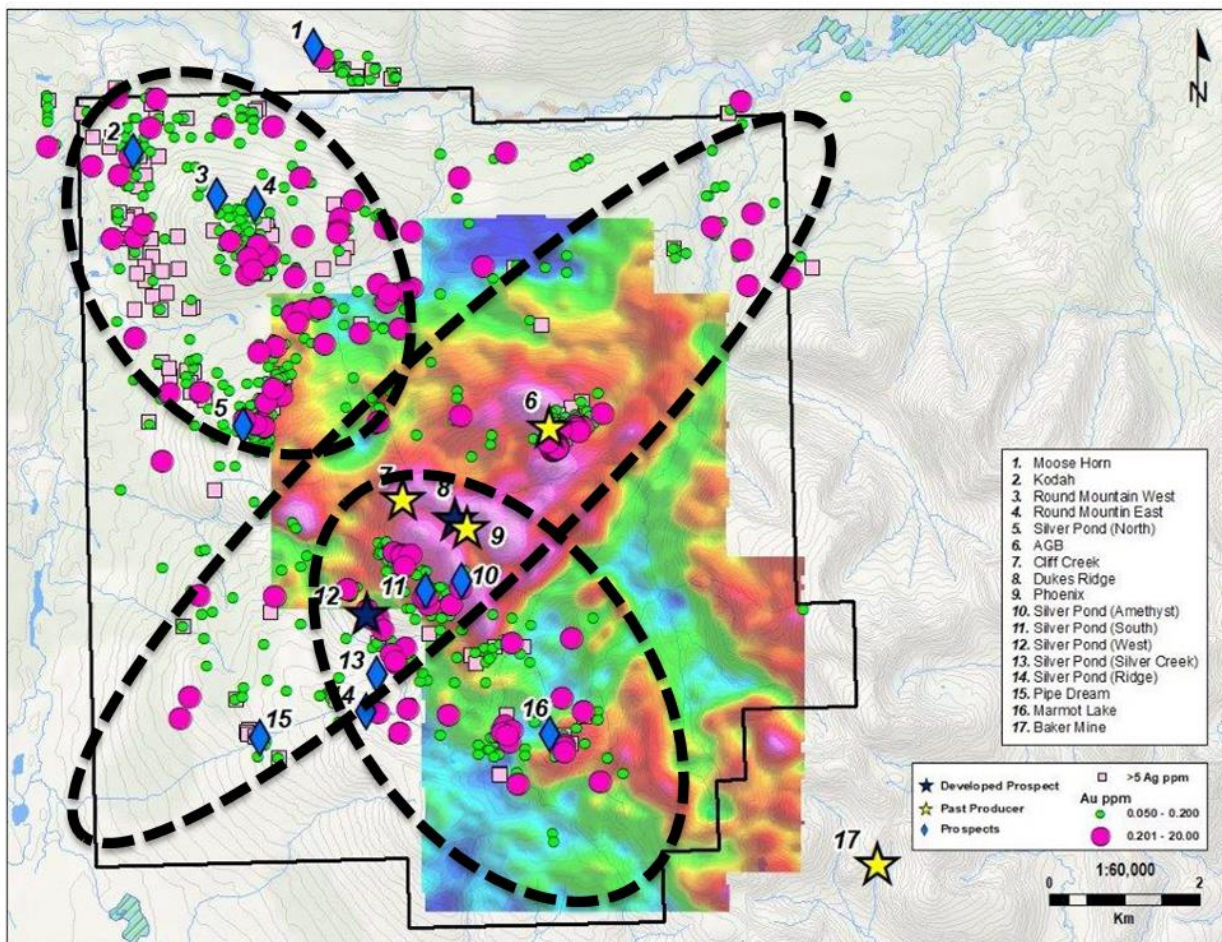 1
N
2
3
4
5
6
7
8
9
10
11
12
13
14
15
16
17
1. Moose Horn
2. Kodah
3. Round Mountain West
4. Round Mountin East
5. Silver Pond (North)
6. AGB
7. Cliff Creek
8. Dukes Ridge
9. Phoenix
10. Silver Pond (Amethyst)
11. Silver Pond (South)
12. Silver Pond (West)
13. Silver Pond (Silver Creek)
14. Silver Pond (Ridge)
15. Pipe Dream
16. Marmot Lake
17. Baker Mine
Developed Prospect
Past Producer
Prospects
>5 Ag ppm
Au ppm
0.050 - 0.200
0.201 - 20.00
1:60,000
0 2
Km